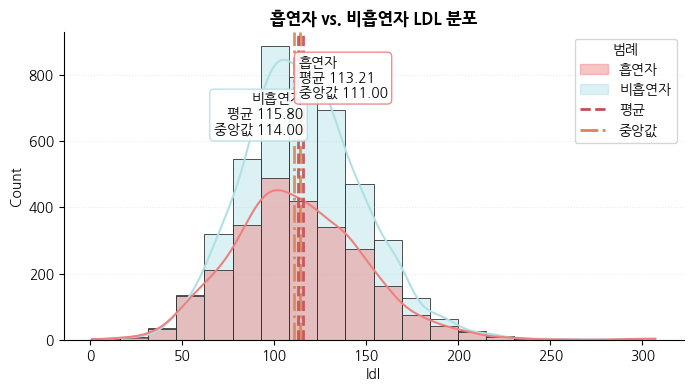 흡연자 vs. 비흡연자 LDL 분포
범례
흡연자
비흡연자
평균
중앙값
흡연자
평균 113.21
중앙값 111.00
비흡연자
평균 115.80
중앙값 114.00
Count
800
600
400
200
0
0
50
100
150
200
250
300
ldl